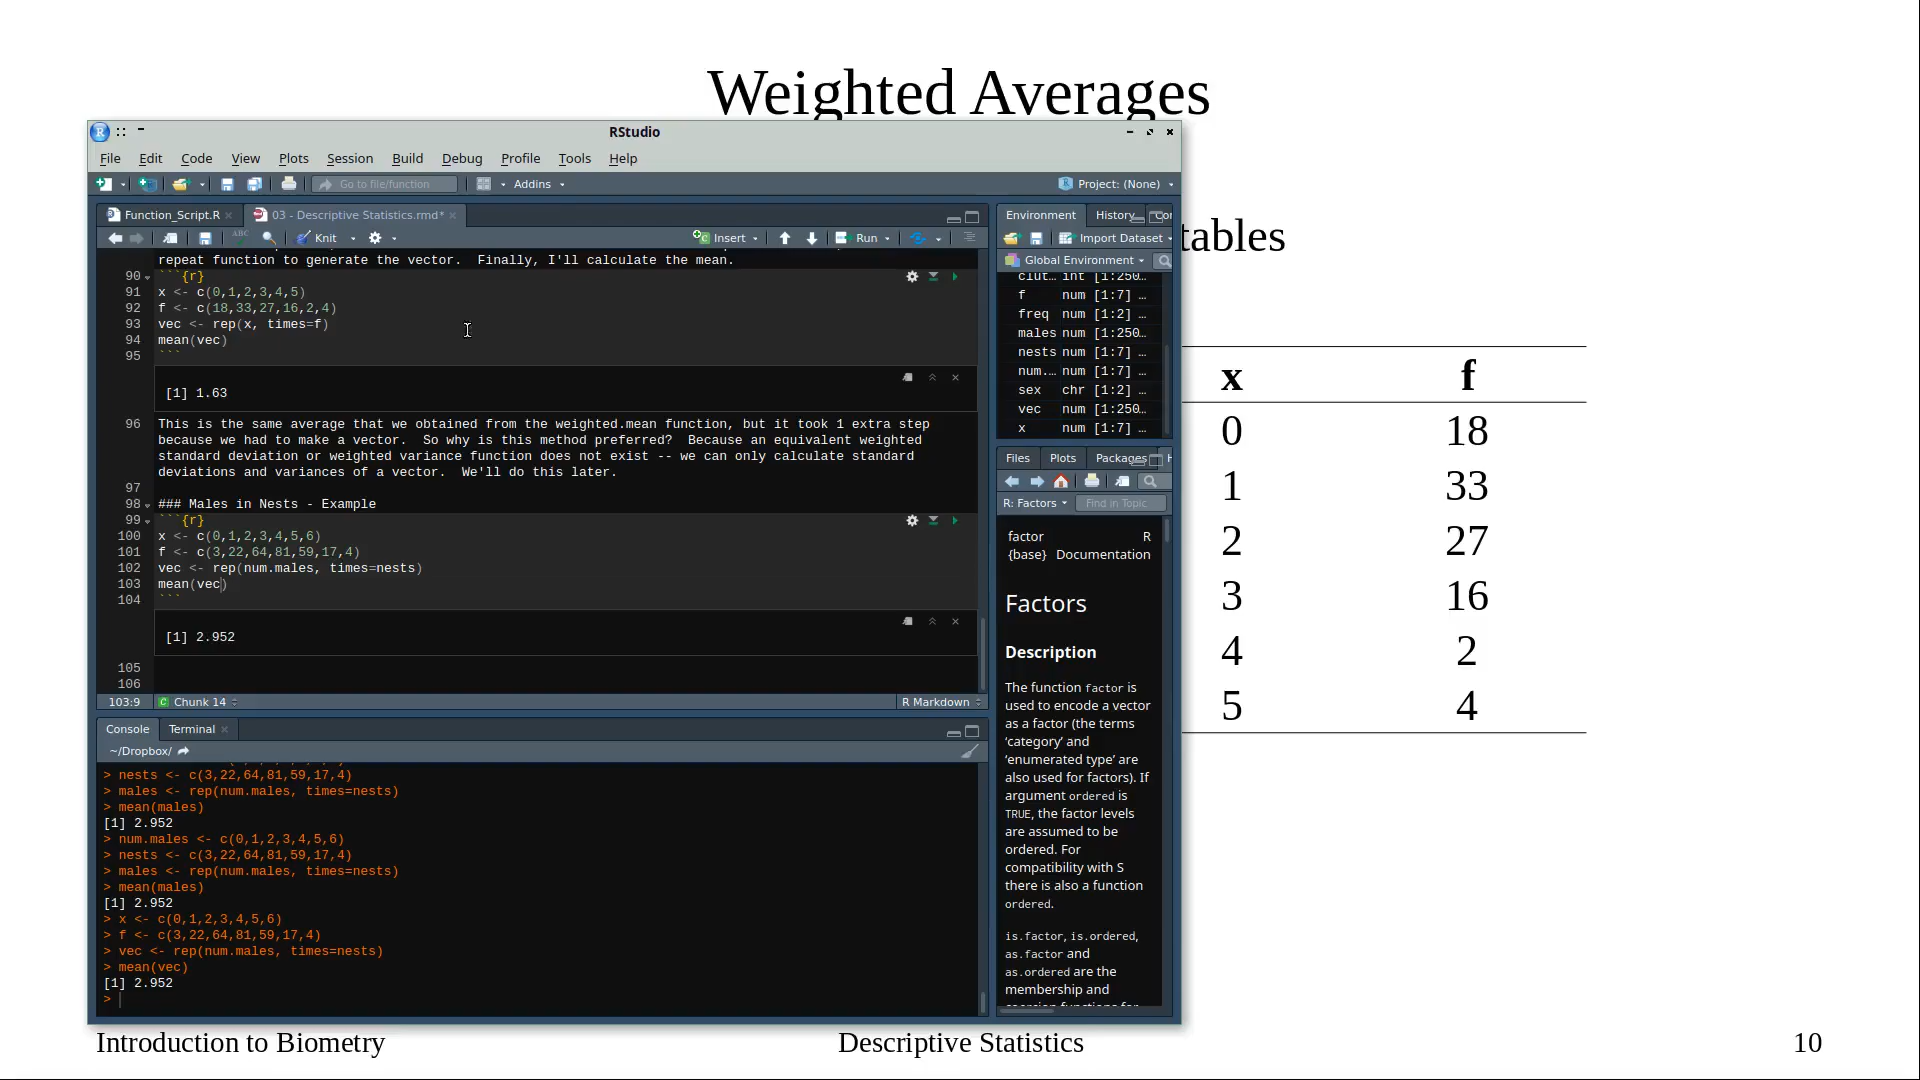 Weighted Averages
RStudio
File Edit Code View Plots Session Build Debug Profile Tools Help
Go to file/function Addins Project: (None)
Function_Script.R 03 - Descriptive Statistics.rmd*
ABC Knit Insert Run
repeat function to generate the vector.  Finally, I'll calculate the mean.
90 ```{r}
91 x <- c(0,1,2,3,4,5)
92 f <- c(18,33,27,16,2,4)
93 vec <- rep(x, times=f)
94 mean(vec)
95 ```
[1] 1.63
96 This is the same average that we obtained from the weighted.mean function, but it took 1 extra step
because we had to make a vector.  So why is this method preferred?  Because an equivalent weighted
standard deviation or weighted variance function does not exist -- we can only calculate standard
deviations and variances of a vector.  We'll do this later.
97
98 ### Males in Nests - Example
99 ```{r}
100 x <- c(0,1,2,3,4,5,6)
101 f <- c(3,22,64,81,59,17,4)
102 vec <- rep(num.males, times=nests)
103 mean(vec)
104 ```
[1] 2.952
105
106
103:9 Chunk 14 R Markdown
Console Terminal
~/Dropbox/
> nests <- c(3,22,64,81,59,17,4)
> males <- rep(num.males, times=nests)
> mean(males)
[1] 2.952
> num.males <- c(0,1,2,3,4,5,6)
> nests <- c(3,22,64,81,59,17,4)
> males <- rep(num.males, times=nests)
> mean(males)
[1] 2.952
> x <- c(0,1,2,3,4,5,6)
> f <- c(3,22,64,81,59,17,4)
> vec <- rep(num.males, times=nests)
> mean(vec)
[1] 2.952
>
Environment History Con
Import Dataset
Global Environment
clut… int [1:250…
f num [1:7] …
freq num [1:2] …
males num [1:250…
nests num [1:7] …
num.… num [1:7] …
sex chr [1:2] …
vec num [1:250…
x num [1:7] …
Files Plots Packages H
R: Factors Find in Topic
factor R
{base} Documentation
Factors
Description
The function factor is
used to encode a vector
as a factor (the terms
‘category’ and
‘enumerated type’ are
also used for factors). If
argument ordered is
TRUE, the factor levels
are assumed to be
ordered. For
compatibility with S
there is also a function
ordered.
is.factor, is.ordered,
as.factor and
as.ordered are the
membership and
tables
x f
0 18
1 33
2 27
3 16
4 2
5 4
Introduction to Biometry Descriptive Statistics 10